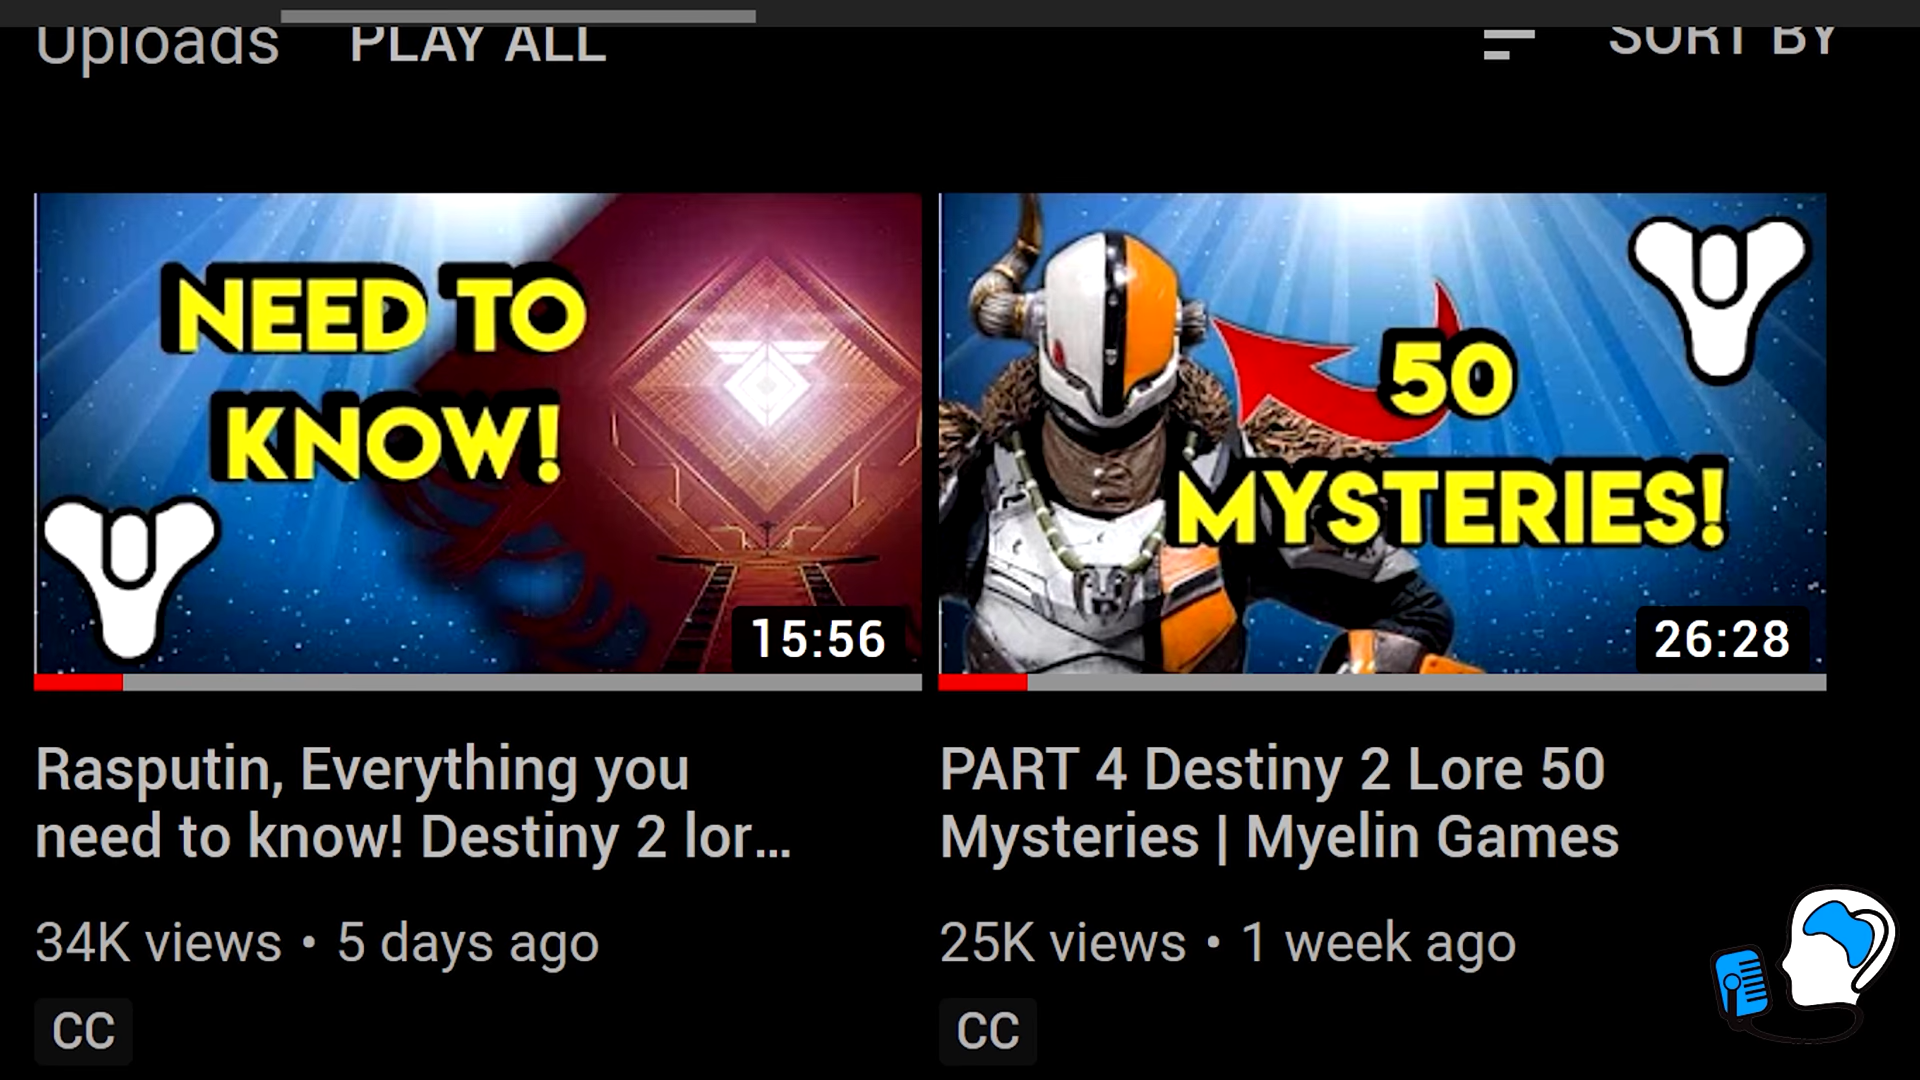 Uploads
PLAY ALL
SORT BY
NEED TO
KNOW!
15:56
50
MYSTERIES!
26:28
Rasputin, Everything you
need to know! Destiny 2 lor...
34K views • 5 days ago
CC
PART 4 Destiny 2 Lore 50
Mysteries | Myelin Games
25K views • 1 week ago
CC